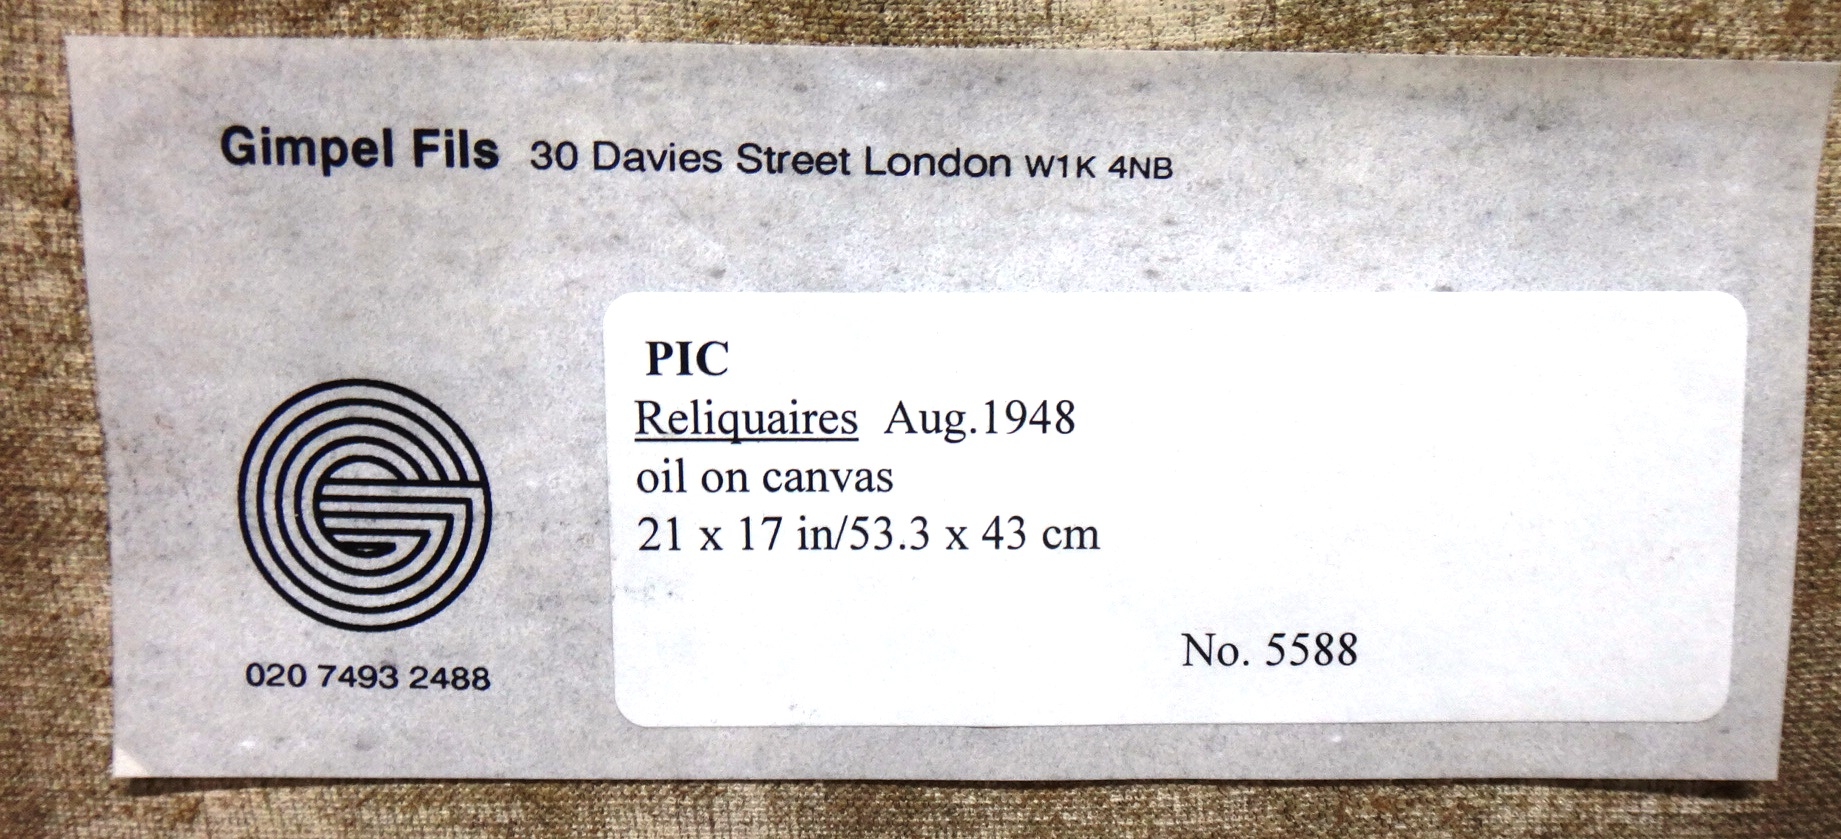 Gimpel Fils 30 Davies Street London W1K 4NB
PIC
Reliquaires Aug.1948
oil on canvas
21 x 17 in/53.3 x 43 cm
No. 5588
020 7493 2488